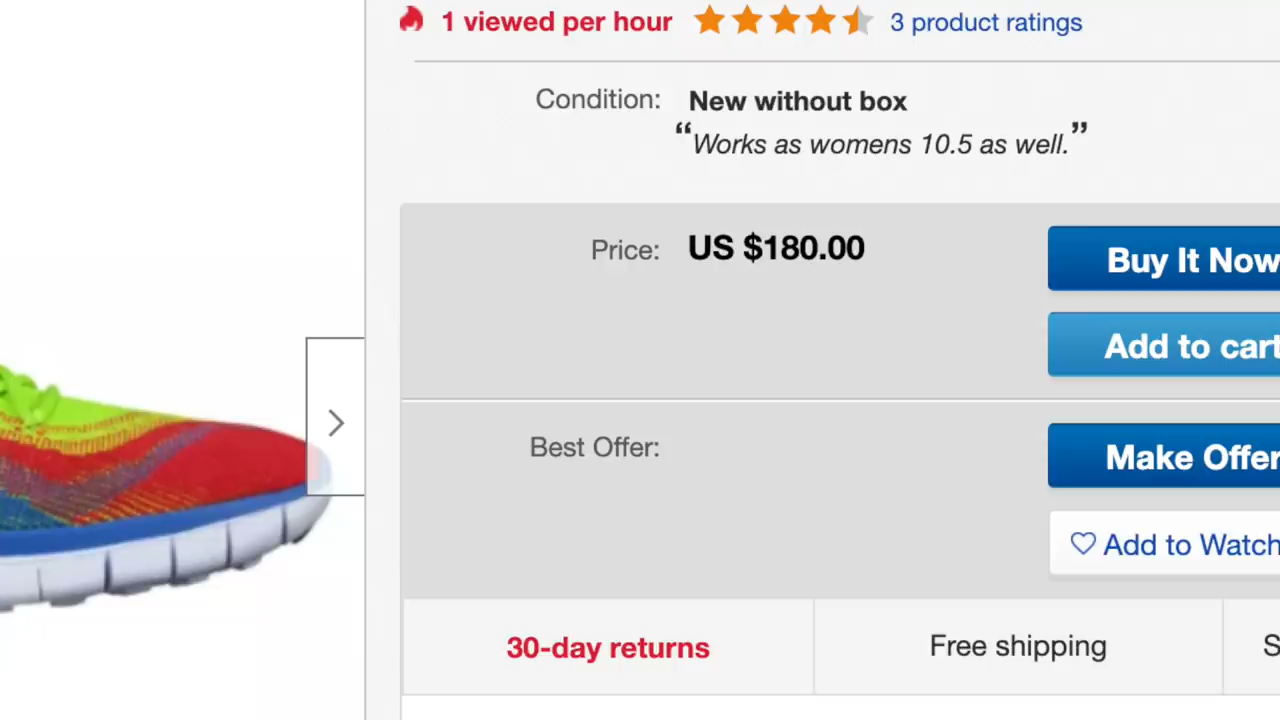 1 viewed per hour 3 product ratings
Condition: New without box
“Works as womens 10.5 as well.”
Price: US $180.00
Buy It Now
Add to cart
Best Offer:
Make Offer
Add to Watch
30-day returns Free shipping S